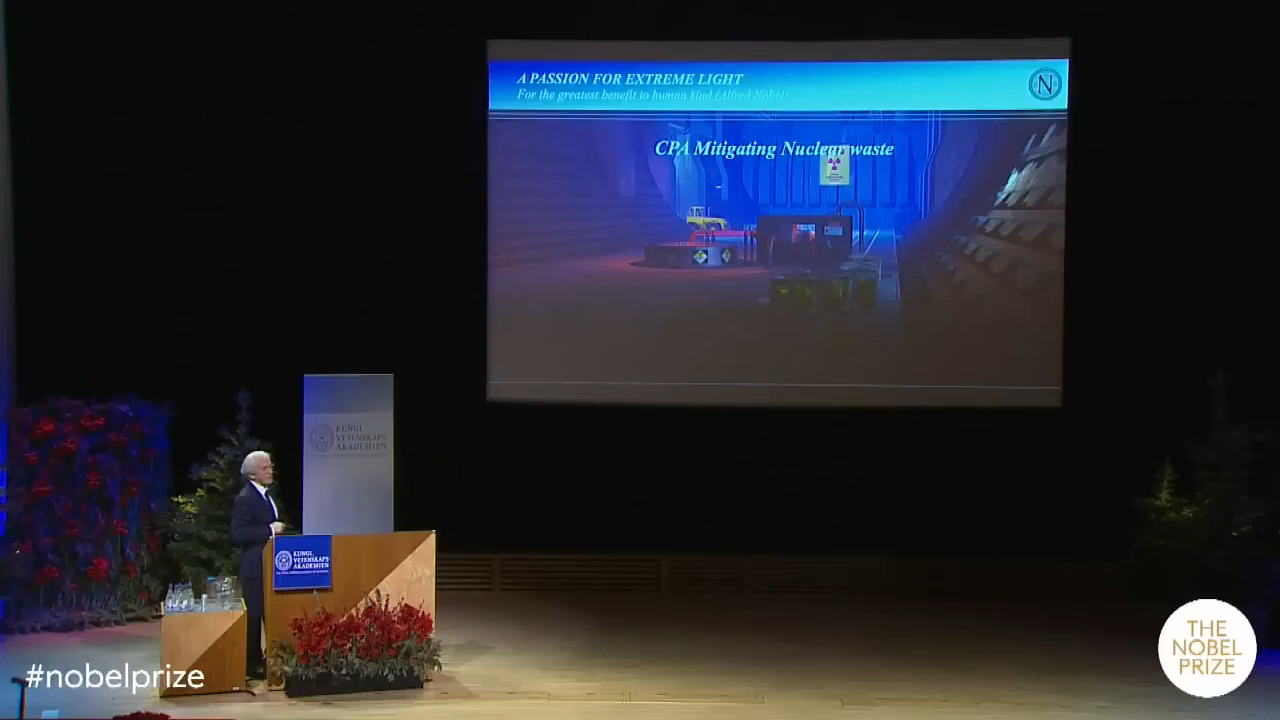 A PASSION FOR EXTREME LIGHT
For the greatest benefit to human kind (Alfred Nobel)
N
CPA Mitigating Nuclear waste
KUNGL.
VETENSKAPS
AKADEMIEN
KUNGL.
VETENSKAPS
AKADEMIEN
#nobelprize
THE
NOBEL
PRIZE